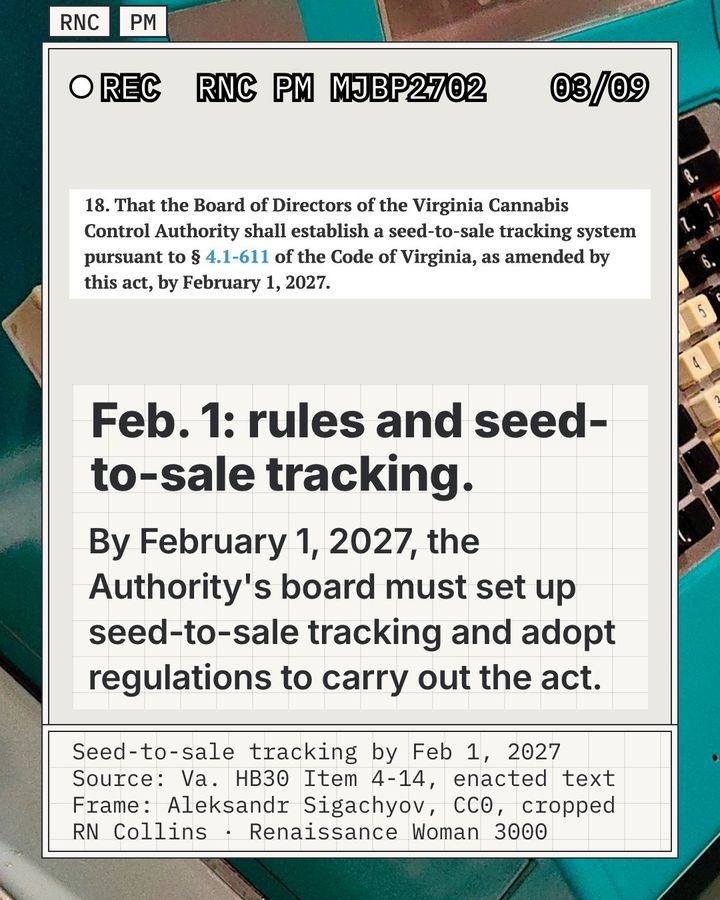 RNC PM
REC RNC PM MJBP2702 03/09
18. That the Board of Directors of the Virginia Cannabis
Control Authority shall establish a seed-to-sale tracking system
pursuant to § 4.1-611 of the Code of Virginia, as amended by
this act, by February 1, 2027.
Feb. 1: rules and seed-
to-sale tracking.
By February 1, 2027, the
Authority's board must set up
seed-to-sale tracking and adopt
regulations to carry out the act.
Seed-to-sale tracking by Feb 1, 2027
Source: Va. HB30 Item 4-14, enacted text
Frame: Aleksandr Sigachyov, CC0, cropped
RN Collins · Renaissance Woman 3000